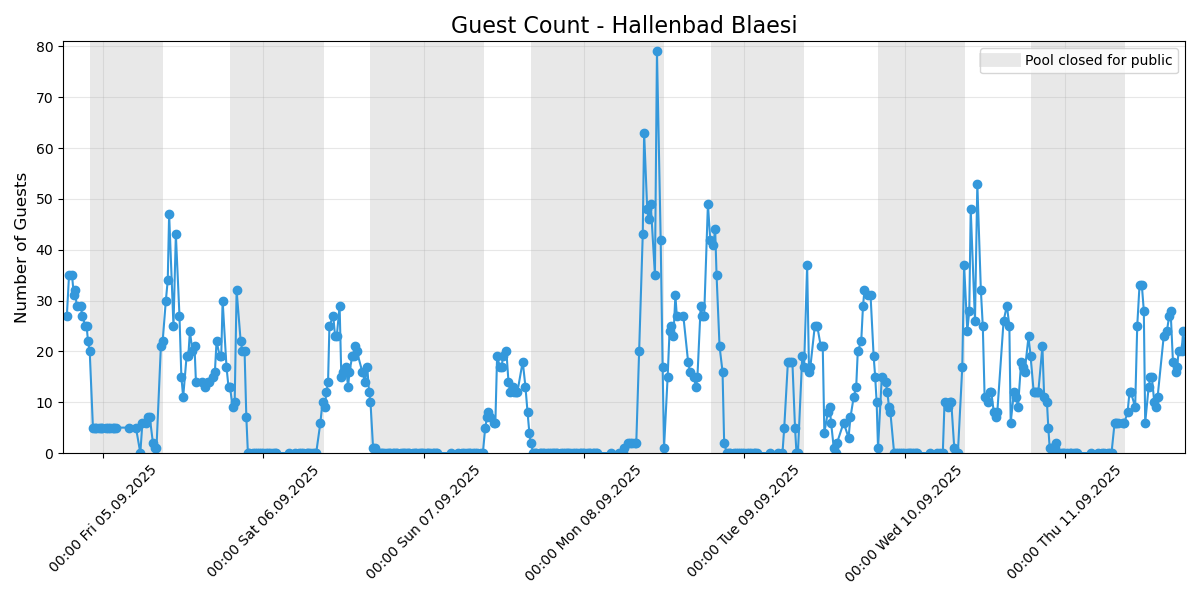 Guest Count - Hallenbad Blaesi
Pool closed for public
Number of Guests
80
70
60
50
40
30
20
10
0
00:00 Fri 05.09.2025
00:00 Sat 06.09.2025
00:00 Sun 07.09.2025
00:00 Mon 08.09.2025
00:00 Tue 09.09.2025
00:00 Wed 10.09.2025
00:00 Thu 11.09.2025